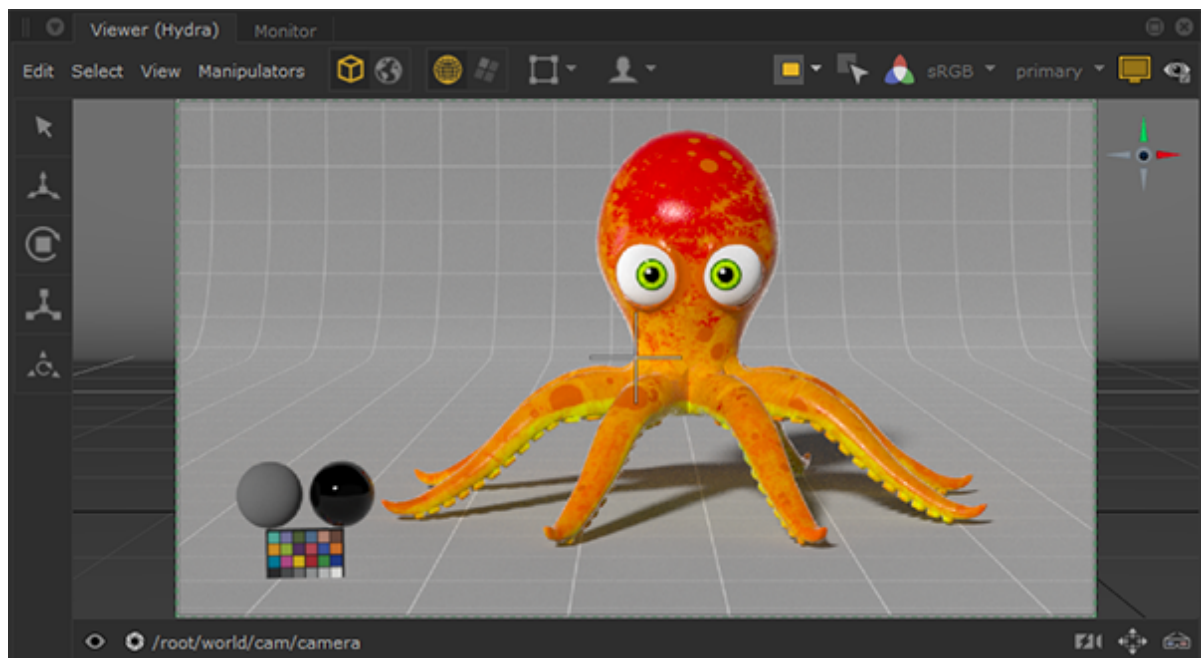 Viewer (Hydra) Monitor
Edit Select View Manipulators sRGB primary
/root/world/cam/camera